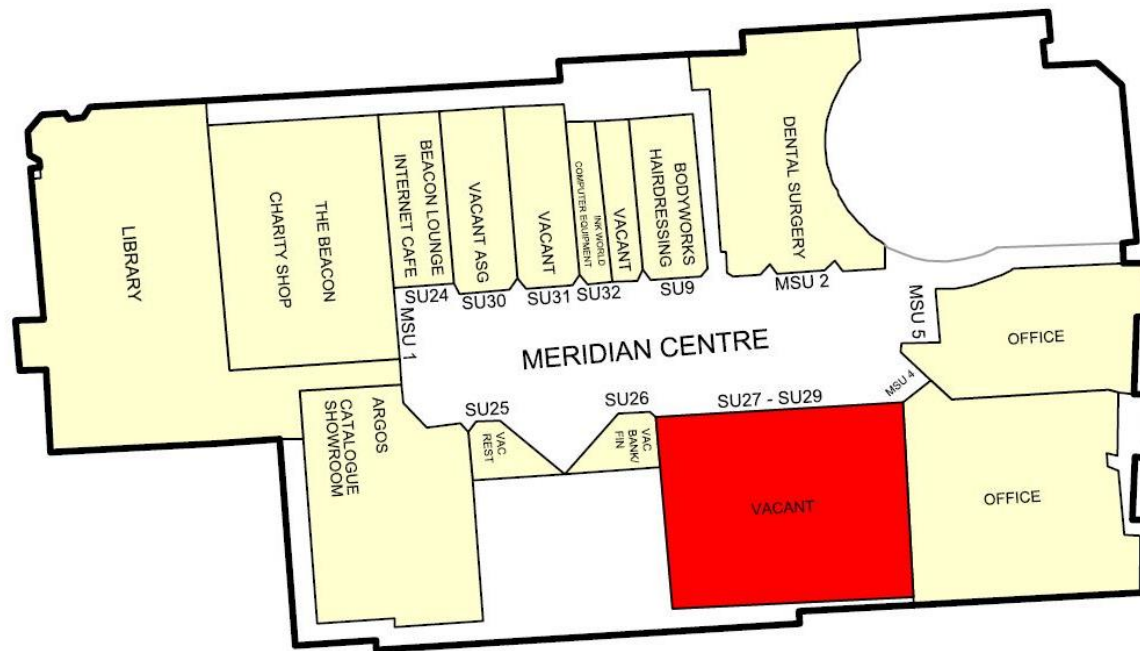 LIBRARY
THE BEACON
CHARITY SHOP
BEACON LOUNGE
INTERNET CAFE
VACANT ASG
VACANT
INK WORLD
COMPUTER EQUIPMENT
VACANT
BODYWORKS
HAIRDRESSING
DENTAL SURGERY
SU24
SU30
SU31
SU32
SU9
MSU 2
MSU 1
MSU 5
MERIDIAN CENTRE
OFFICE
MSU 4
SU25
SU26
SU27 - SU29
ARGOS
CATALOGUE
SHOWROOM
VAC
REST
VAC
BANK/
FIN
VACANT
OFFICE